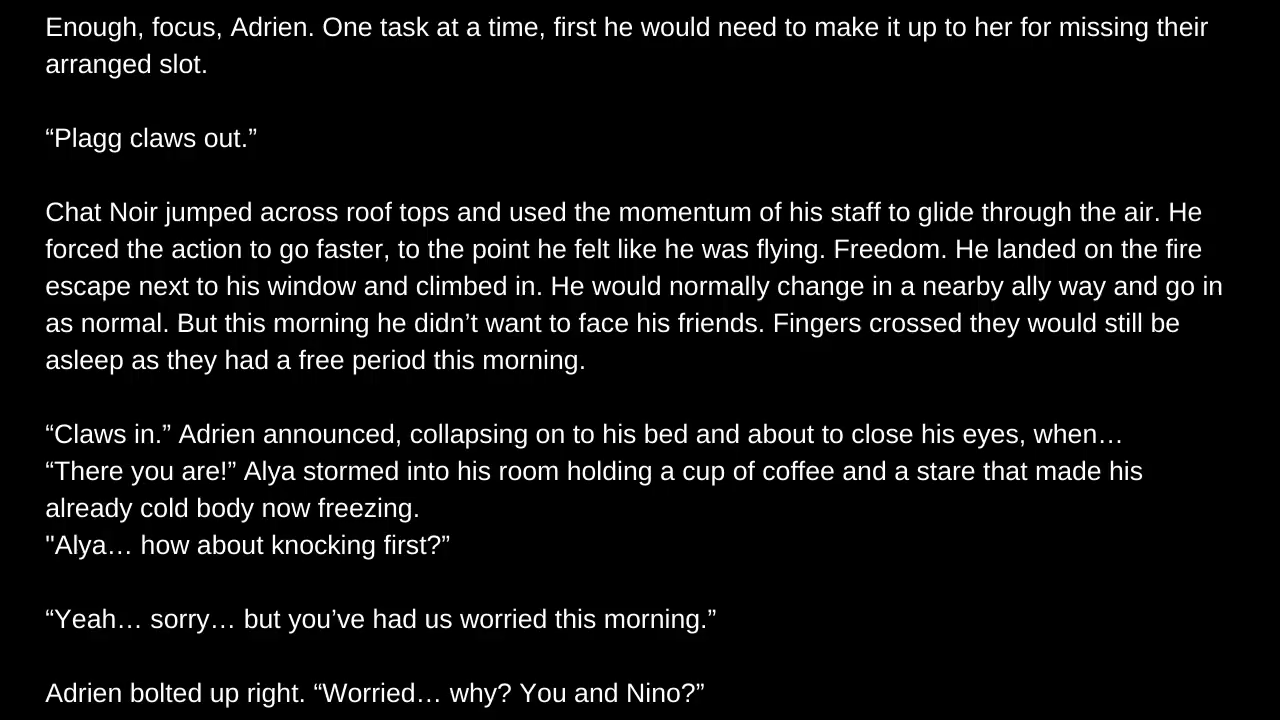 Enough, focus, Adrien. One task at a time, first he would need to make it up to her for missing their
arranged slot.
“Plagg claws out.”
Chat Noir jumped across roof tops and used the momentum of his staff to glide through the air. He
forced the action to go faster, to the point he felt like he was flying. Freedom. He landed on the fire
escape next to his window and climbed in. He would normally change in a nearby ally way and go in
as normal. But this morning he didn’t want to face his friends. Fingers crossed they would still be
asleep as they had a free period this morning.
“Claws in.” Adrien announced, collapsing on to his bed and about to close his eyes, when…
“There you are!” Alya stormed into his room holding a cup of coffee and a stare that made his
already cold body now freezing.
"Alya… how about knocking first?”
“Yeah… sorry… but you’ve had us worried this morning.”
Adrien bolted up right. “Worried… why? You and Nino?”